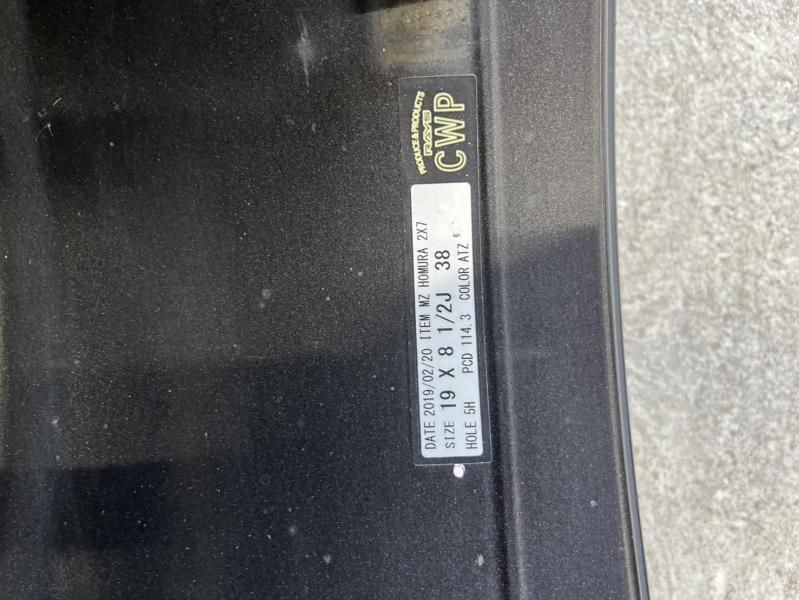 PRODUCE & PRODUCTS
RAYS
CWP
DATE 2019/02/20 ITEM MZ HOMURA 2X7
SIZE 19 X 8 1/2J 38
HOLE 5H PCD 114.3 COLOR ATZ